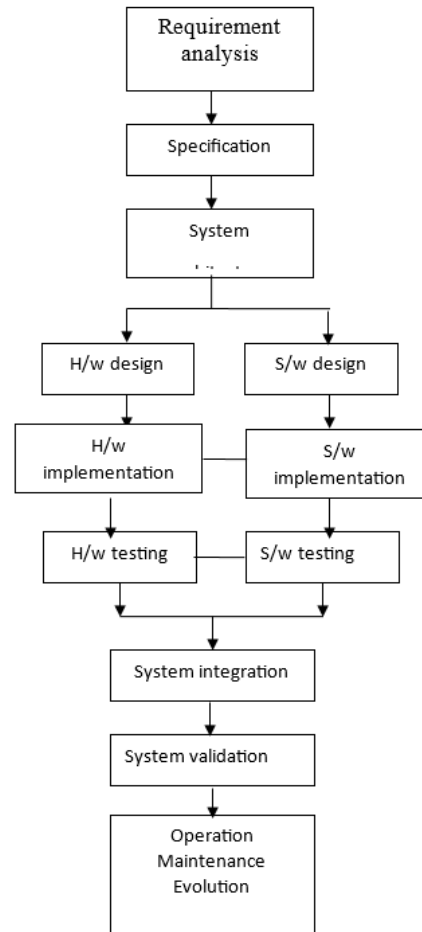 Requirement
analysis
Specification
System
H/w design
S/w design
H/w
implementation
S/w
implementation
H/w testing
S/w testing
System integration
System validation
Operation
Maintenance
Evolution